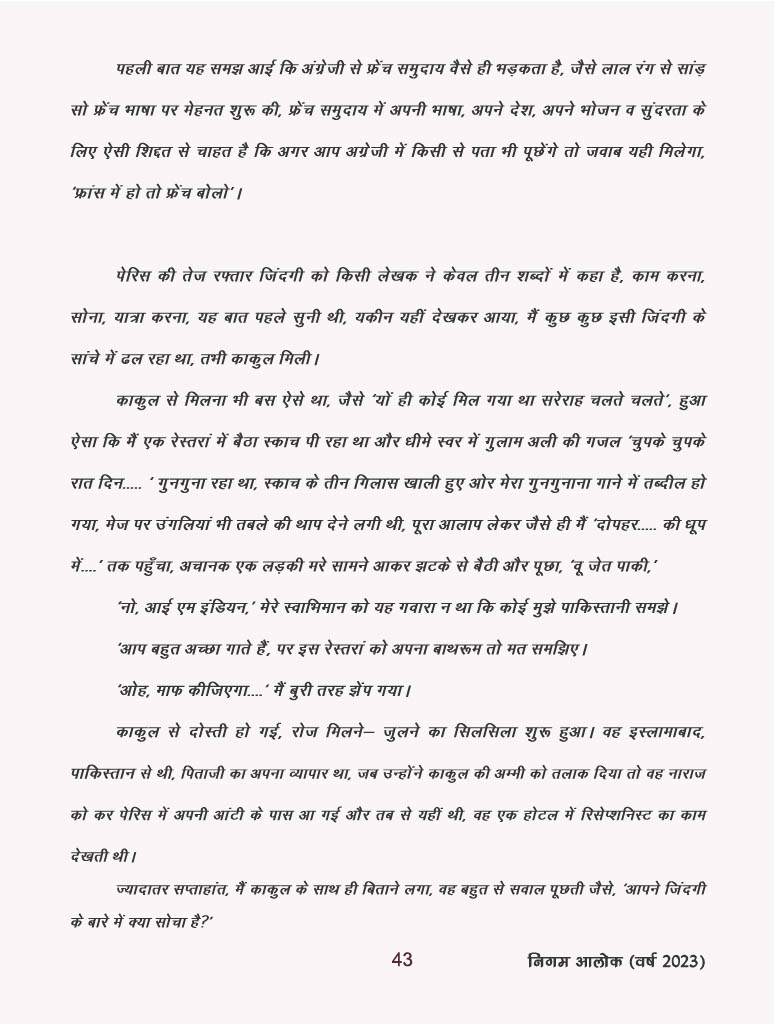 पहली बात यह समझ आई कि अंग्रेजी से फ्रेंच समुदाय वैसे ही भड़कता है, जैसे लाल रंग से सांड़
सो फ्रेंच भाषा पर मेहनत शुरू की, फ्रेंच समुदाय में अपनी भाषा, अपने देश, अपने भोजन व सुंदरता के
लिए ऐसी शिद्दत से चाहत है कि अगर आप अग्रेजी में किसी से पता भी पूछेंगे तो जवाब यही मिलेगा,
'फ्रांस में हो तो फ्रेंच बोलो'।
पेरिस की तेज रफ्तार जिंदगी को किसी लेखक ने केवल तीन शब्दों में कहा है, काम करना,
सोना, यात्रा करना, यह बात पहले सुनी थी, यकीन यहीं देखकर आया, मैं कुछ कुछ इसी जिंदगी के
सांचे में ढल रहा था, तभी काकुल मिली।
काकुल से मिलना भी बस ऐसे था, जैसे 'यों ही कोई मिल गया था सरेराह चलते चलते', हुआ
ऐसा कि मैं एक रेस्तरां में बैठा स्काच पी रहा था और धीमे स्वर में गुलाम अली की गजल 'चुपके चुपके
रात दिन..... ' गुनगुना रहा था, स्काच के तीन गिलास खाली हुए ओर मेरा गुनगुनाना गाने में तब्दील हो
गया, मेज पर उंगलियां भी तबले की थाप देने लगी थी, पूरा आलाप लेकर जैसे ही मैं 'दोपहर..... की धूप
में....' तक पहुँचा, अचानक एक लड़की मरे सामने आकर झटके से बैठी और पूछा, 'वू जेत पाकी,'
'नो, आई एम इंडियन,' मेरे स्वाभिमान को यह गवारा न था कि कोई मुझे पाकिस्तानी समझे।
'आप बहुत अच्छा गाते हैं, पर इस रेस्तरां को अपना बाथरूम तो मत समझिए।
'ओह, माफ कीजिएगा....' मैं बुरी तरह झेंप गया।
काकुल से दोस्ती हो गई, रोज मिलने– जुलने का सिलसिला शुरू हुआ। वह इस्लामाबाद,
पाकिस्तान से थी, पिताजी का अपना व्यापार था, जब उन्होंने काकुल की अम्मी को तलाक दिया तो वह नाराज
को कर पेरिस में अपनी आंटी के पास आ गई और तब से यहीं थी, वह एक होटल में रिसेप्शनिस्ट का काम
देखती थी।
ज्यादातर सप्ताहांत, मैं काकुल के साथ ही बिताने लगा, वह बहुत से सवाल पूछती जैसे, 'आपने जिंदगी
के बारे में क्या सोचा है?'
43
निगम आलोक (वर्ष 2023)